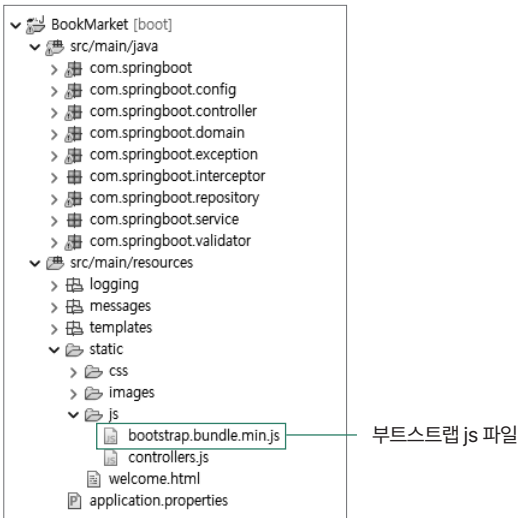 BookMarket [boot]
src/main/java
com.springboot
com.springboot.config
com.springboot.controller
com.springboot.domain
com.springboot.exception
com.springboot.interceptor
com.springboot.repository
com.springboot.service
com.springboot.validator
src/main/resources
logging
messages
templates
static
css
images
js
bootstrap.bundle.min.js
부트스트랩 js 파일
controllers.js
welcome.html
application.properties